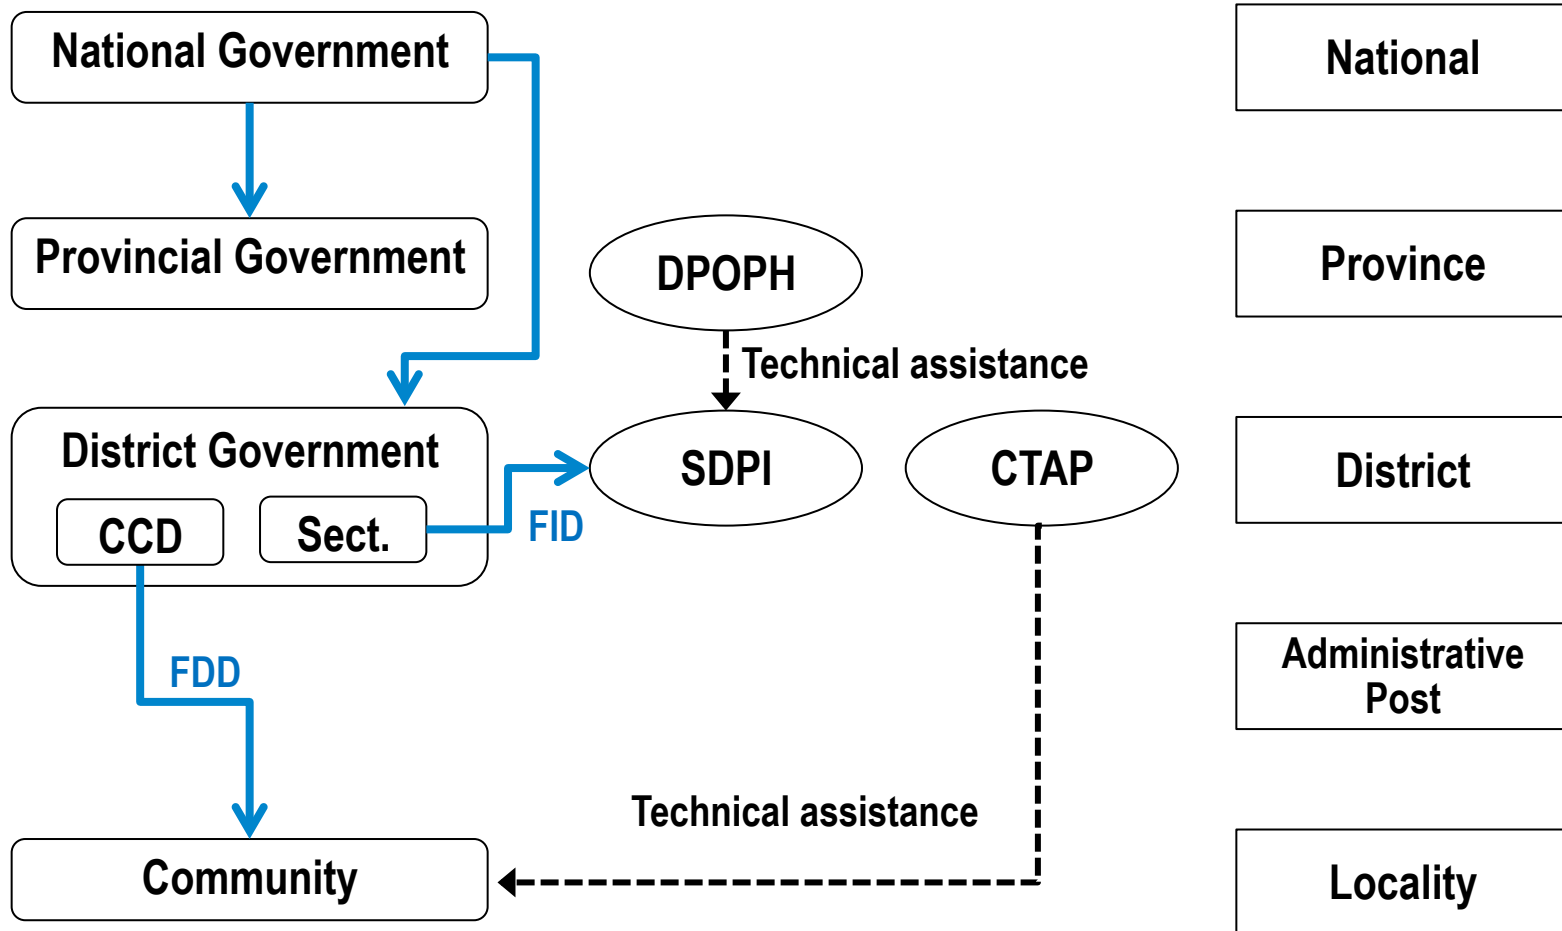 National Government
National
Provincial Government
DPOPH
Province
Technical assistance
District Government
SDPI
CTAP
District
CCD
Sect.
FID
FDD
Administrative
Post
Technical assistance
Community
Locality